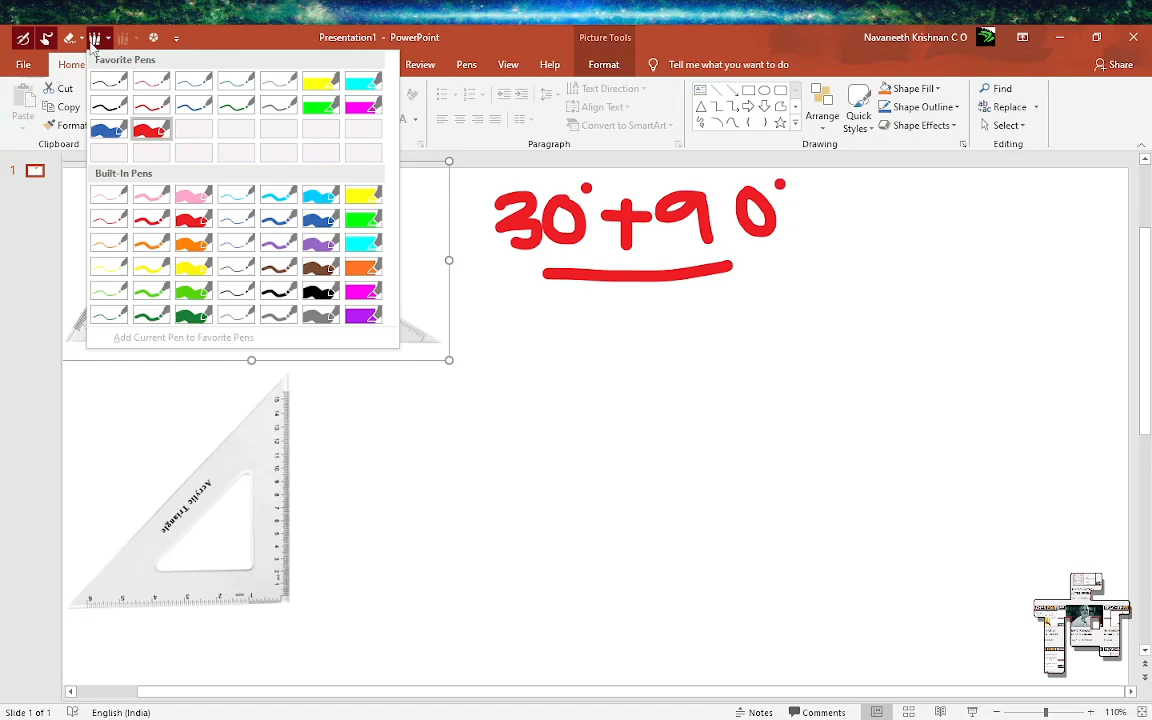 Presentation1 - PowerPoint
Picture Tools
Navaneeth Krishnan C O
File
Home
Review
Pens
View
Help
Format
Tell me what you want to do
Share
Favorite Pens
Built-In Pens
Add Current Pen to Favorite Pens
Cut
Copy
Format
Paste
Clipboard
Text Direction
Align Text
Convert to SmartArt
Paragraph
Arrange
Quick Styles
Shape Fill
Shape Outline
Shape Effects
Drawing
Find
Replace
Select
Editing
1
30°+90°
Acrylic Triangle
Slide 1 of 1
English (India)
Notes
Comments
110%